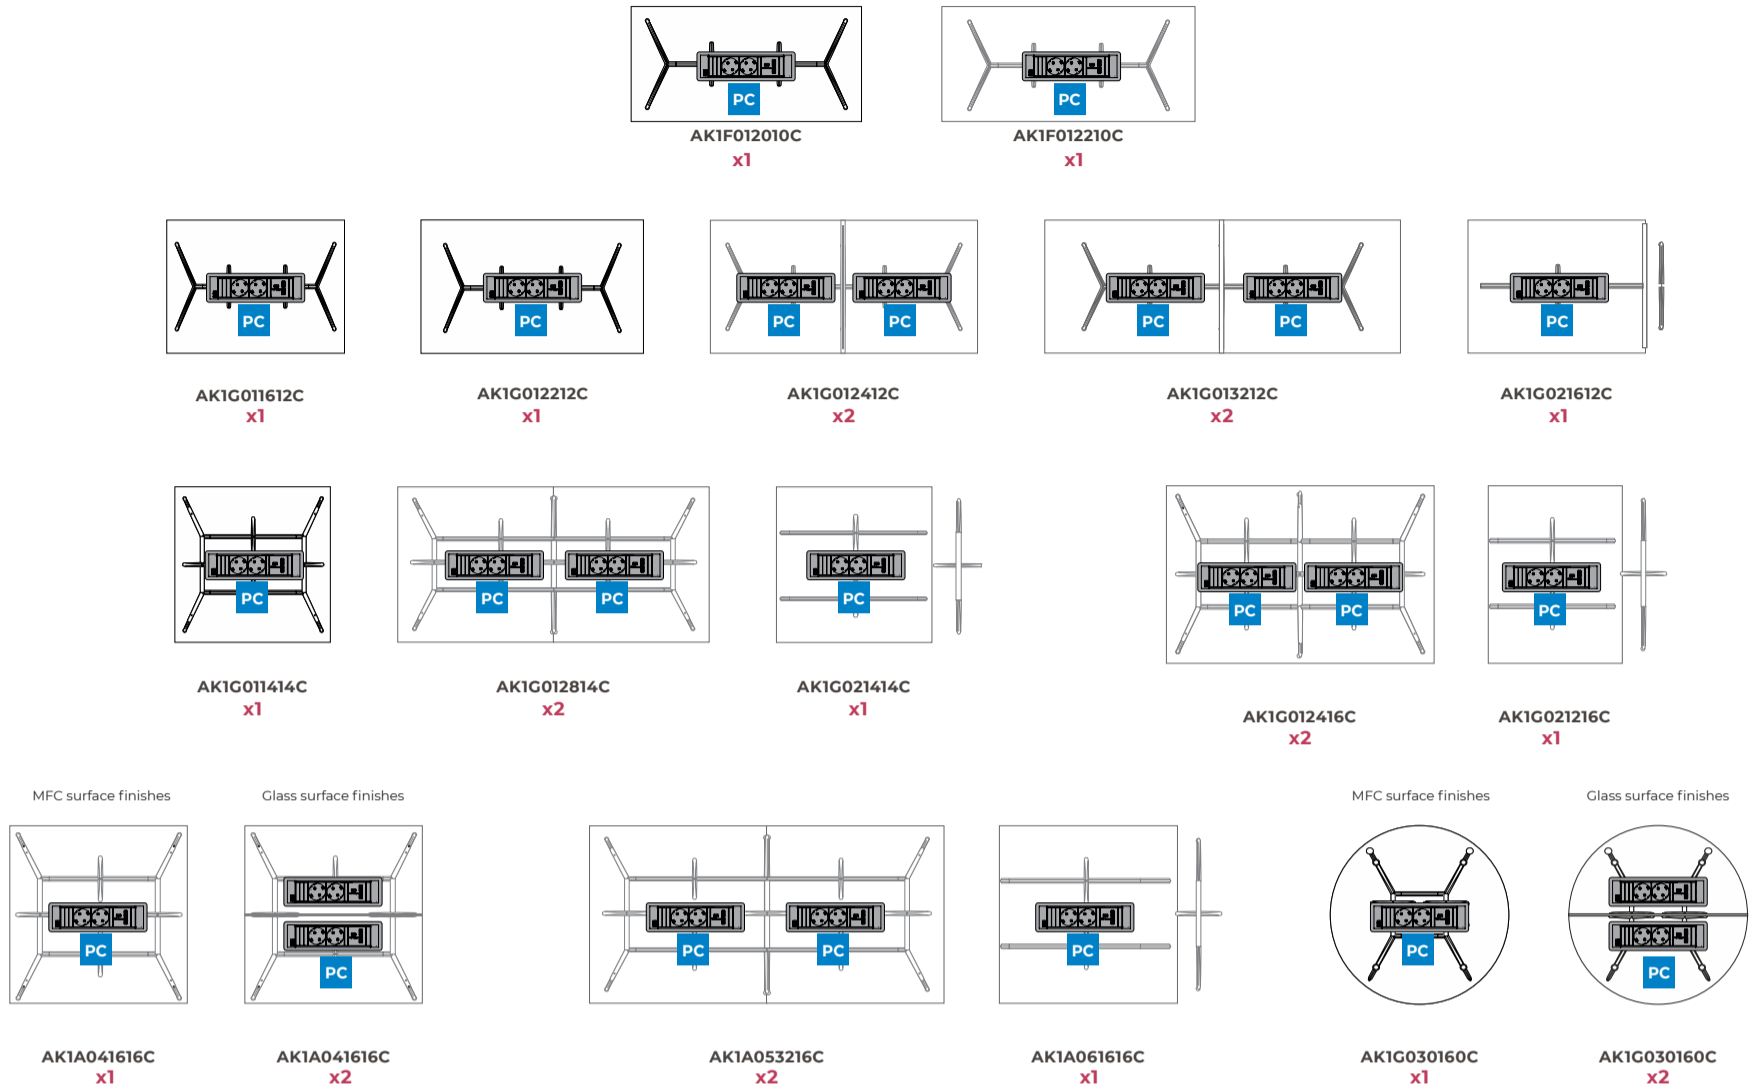 PC PC
AK1F012010C AK1F012210C
x1 x1
PC PC PC PC PC PC PC
AK1G011612C AK1G012212C AK1G012412C AK1G013212C AK1G021612C
x1 x1 x2 x2 x1
PC PC PC PC PC PC PC
AK1G011414C AK1G012814C AK1G021414C AK1G012416C AK1G021216C
x1 x2 x1 x2 x1
MFC surface finishes Glass surface finishes MFC surface finishes Glass surface finishes
PC PC PC PC PC PC PC
AK1A041616C AK1A041616C AK1A053216C AK1A061616C AK1G030160C AK1G030160C
x1 x2 x2 x1 x1 x2